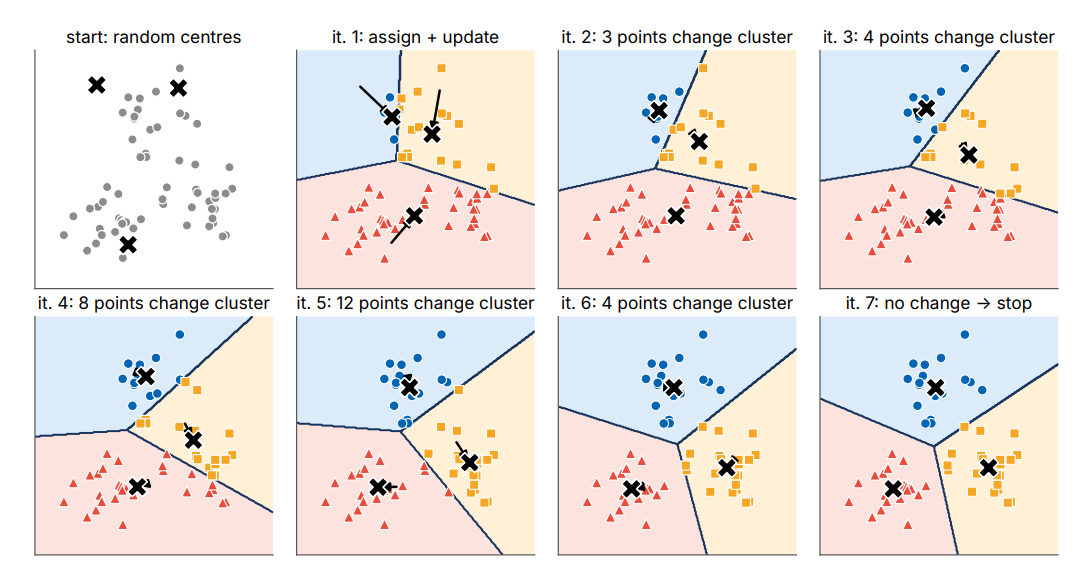 start: random centres
it. 1: assign + update
it. 2: 3 points change cluster
it. 3: 4 points change cluster
it. 4: 8 points change cluster
it. 5: 12 points change cluster
it. 6: 4 points change cluster
it. 7: no change → stop